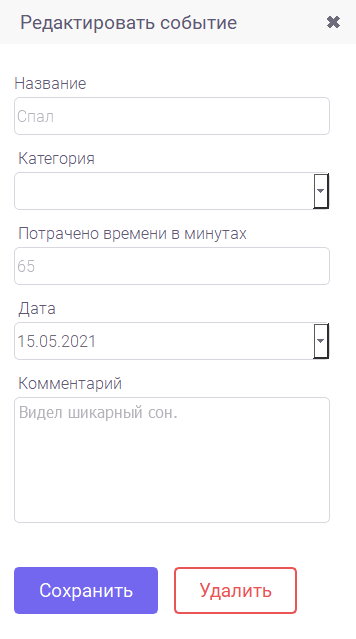 Редактировать событие
Название
Спал
Категория
Потрачено времени в минутах
65
Дата
15.05.2021
Комментарий
Видел шикарный сон.
Сохранить
Удалить